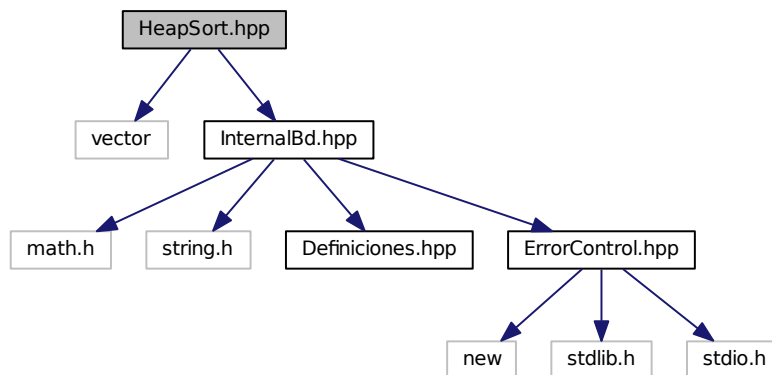 HeapSort.hpp
vector
InternalBd.hpp
math.h
string.h
Definiciones.hpp
ErrorControl.hpp
new
stdlib.h
stdio.h